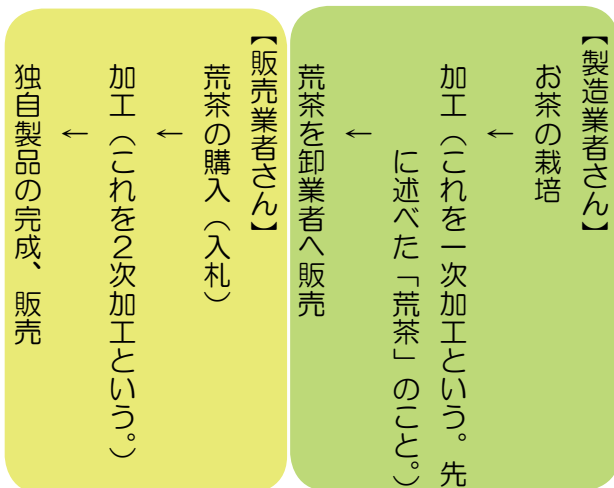 【製造業者さん】
お茶の栽培
←
加工（これを一次加工という。先
に述べた「荒茶」のこと。）
←
荒茶を卸業者へ販売
【販売業者さん】
荒茶の購入（入札）
←
加工（これを２次加工という。）
←
独自製品の完成、販売